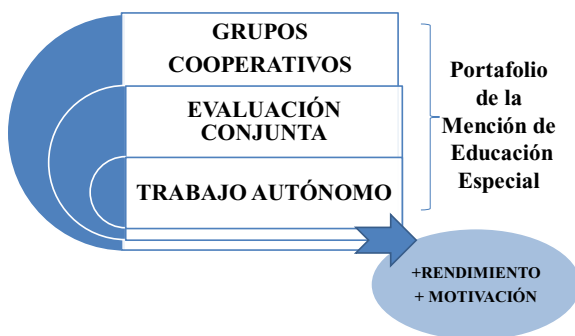 GRUPOS
COOPERATIVOS
EVALUACIÓN
CONJUNTA
TRABAJO AUTÓNOMO
Portafolio
de la
Mención de
Educación
Especial
+RENDIMIENTO
+ MOTIVACIÓN